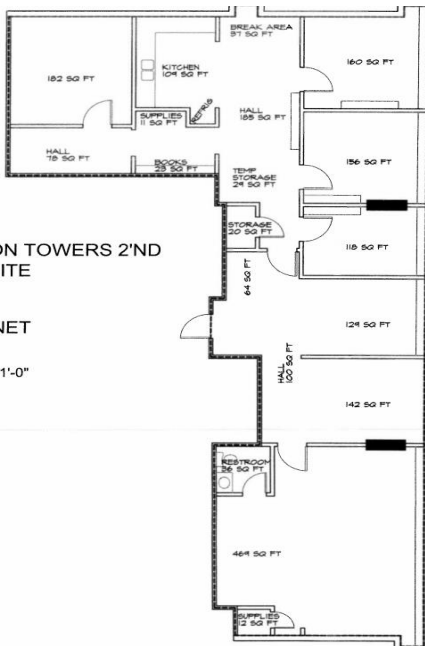 BREAK AREA
37 SQ FT
160 SQ FT
182 SQ FT
KITCHEN
109 SQ FT
REFRIG
SUPPLIES
11 SQ FT
HALL
185 SQ FT
HALL
78 SQ FT
BOOKS
23 SQ FT
TEMP
STORAGE
29 SQ FT
156 SQ FT
STORAGE
20 SQ FT
118 SQ FT
ON TOWERS 2'ND
ITE
64 SQ FT
129 SQ FT
NET
1'-0"
HALL
100 SQ FT
142 SQ FT
RESTROOM
36 SQ FT
469 SQ FT
SUPPLIES
12 SQ FT